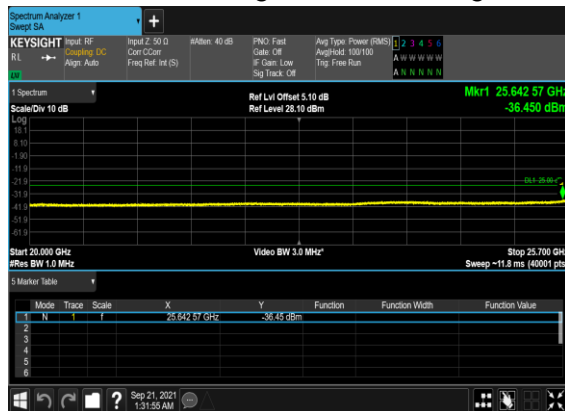 Spectrum Analyzer 1
Swept SA
+
KEYSIGHT
RL
Input: RF
Coupling: DC
Align: Auto
Input Z: 50 Ω
Corr CCorr
Freq Ref: Int (S)
#Atten: 40 dB
PNO: Fast
Gate: Off
IF Gain: Low
Sig Track: Off
Avg Type: Power (RMS)
Avg|Hold: 100/100
Trig: Free Run
1 2 3 4 5 6
A W W W W W
A N N N N N
LW
1 Spectrum
Scale/Div 10 dB
Ref Lvl Offset 5.10 dB
Ref Level 28.10 dBm
Mkr1 25.642 57 GHz
-36.450 dBm
Log
18.1
8.10
-1.90
-11.9
-21.9
-31.9
-41.9
-51.9
-61.9
DL1 -25.00
Start 20.000 GHz
#Res BW 1.0 MHz
Video BW 3.0 MHz*
Stop 25.700 GHz
Sweep ~11.8 ms (40001 pts)
5 Marker Table
Mode Trace Scale X Y Function Function Width Function Value
1 N 1 f 25.642 57 GHz -36.45 dBm
2
3
4
5
6
?
Sep 21, 2021
1:31:55 AM